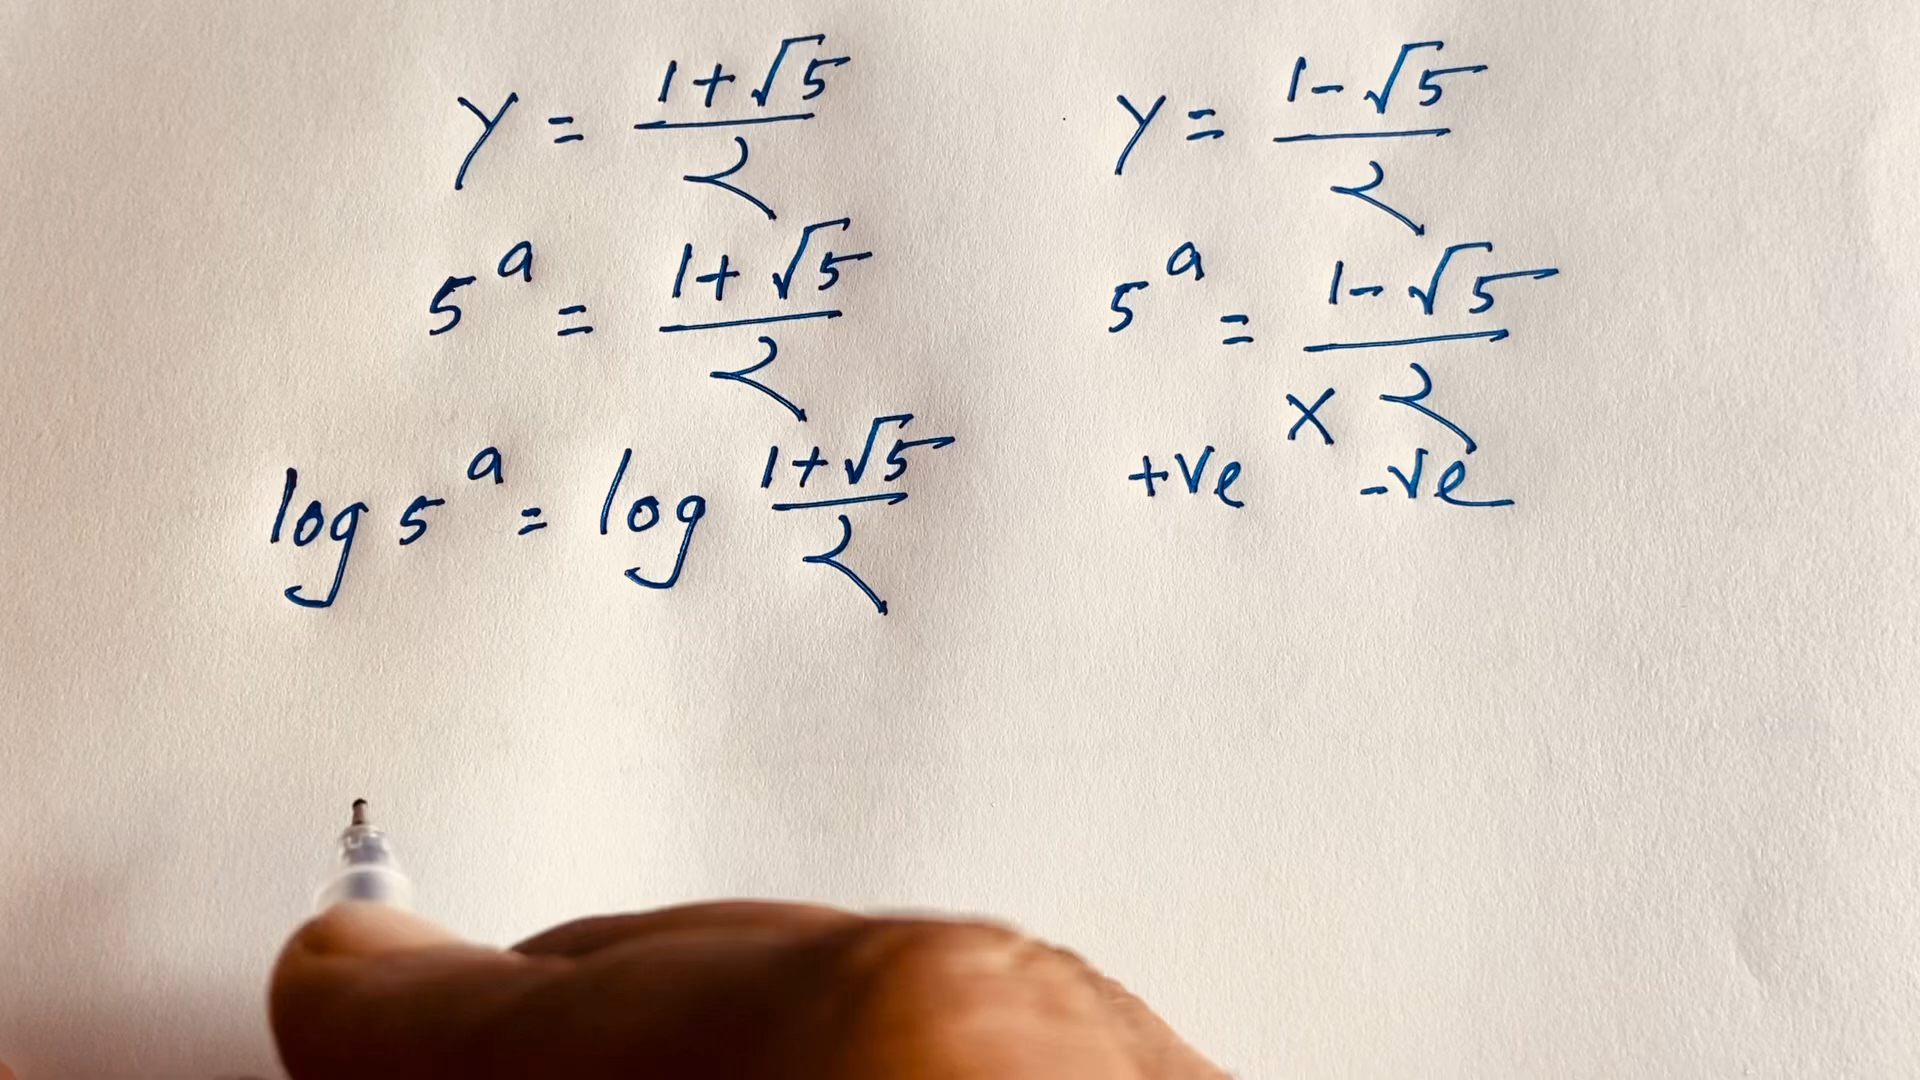 y = (1+√5)/2    y = (1-√5)/2
5^a = (1+√5)/2    5^a = (1-√5)/2
x
log 5^a = log (1+√5)/2    +ve    -ve